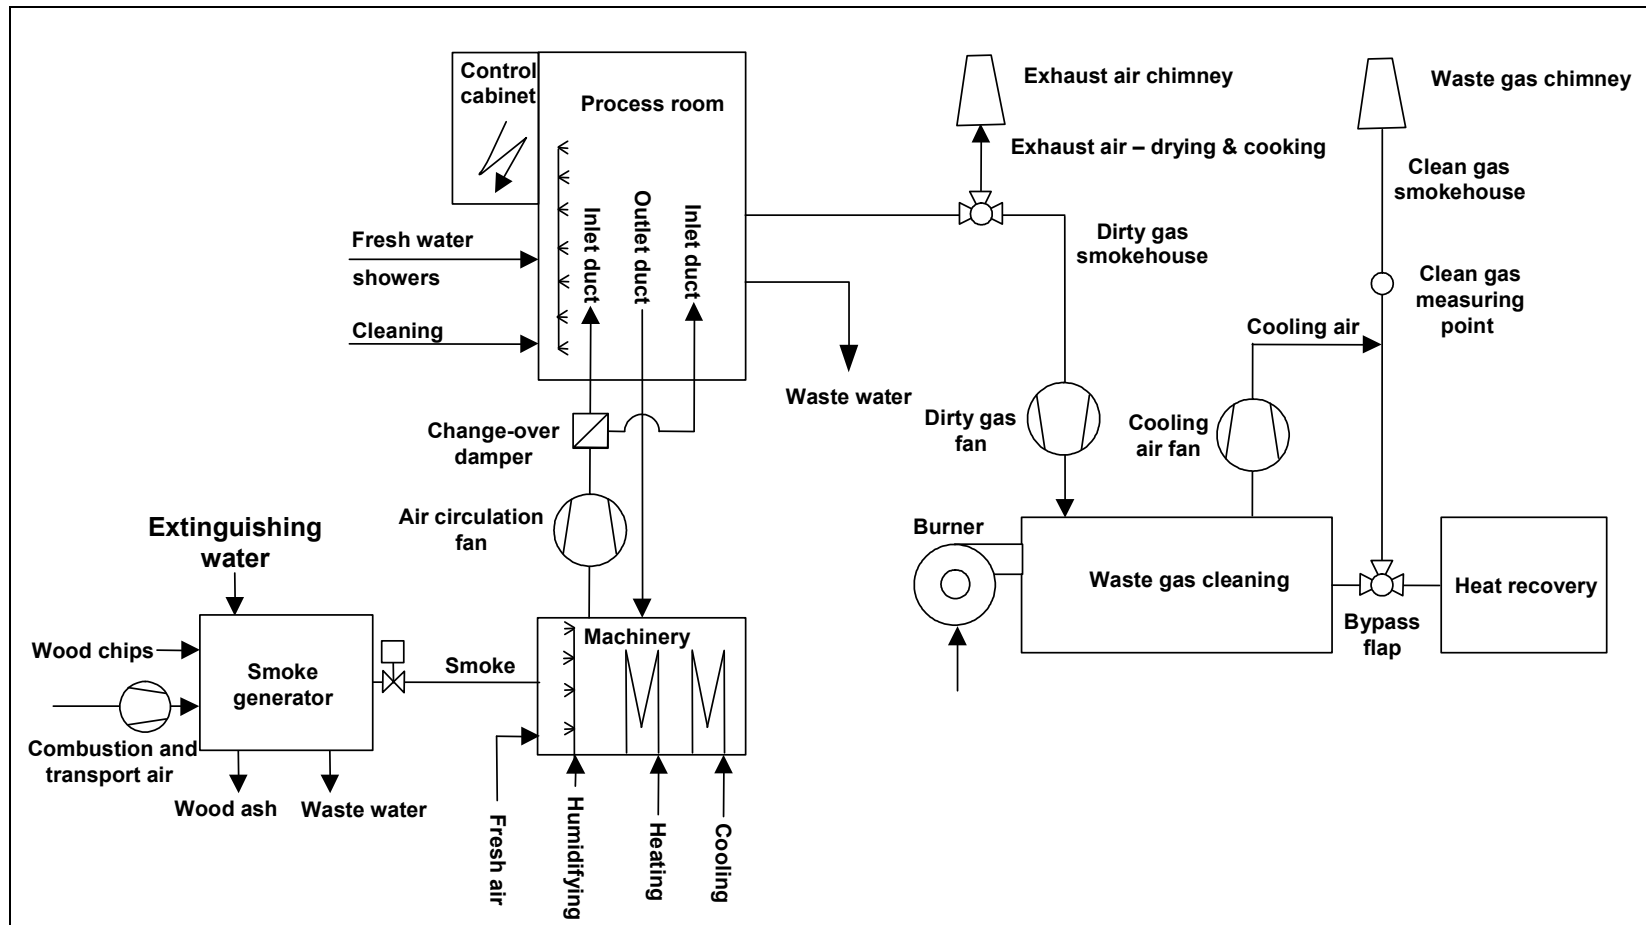 Control
cabinet
Process room
Inlet duct
Outlet duct
Inlet duct
Fresh water
showers
Cleaning
Exhaust air chimney
Exhaust air – drying & cooking
Waste gas chimney
Clean gas
smokehouse
Dirty gas
smokehouse
Clean gas
measuring
point
Cooling air
Waste water
Change-over
damper
Dirty gas
fan
Cooling
air fan
Air circulation
fan
Extinguishing
water
Burner
Waste gas cleaning
Heat recovery
Bypass
flap
Wood chips
Smoke
generator
Smoke
Machinery
Combustion and
transport air
Wood ash
Waste water
Fresh air
Humidifying
Heating
Cooling